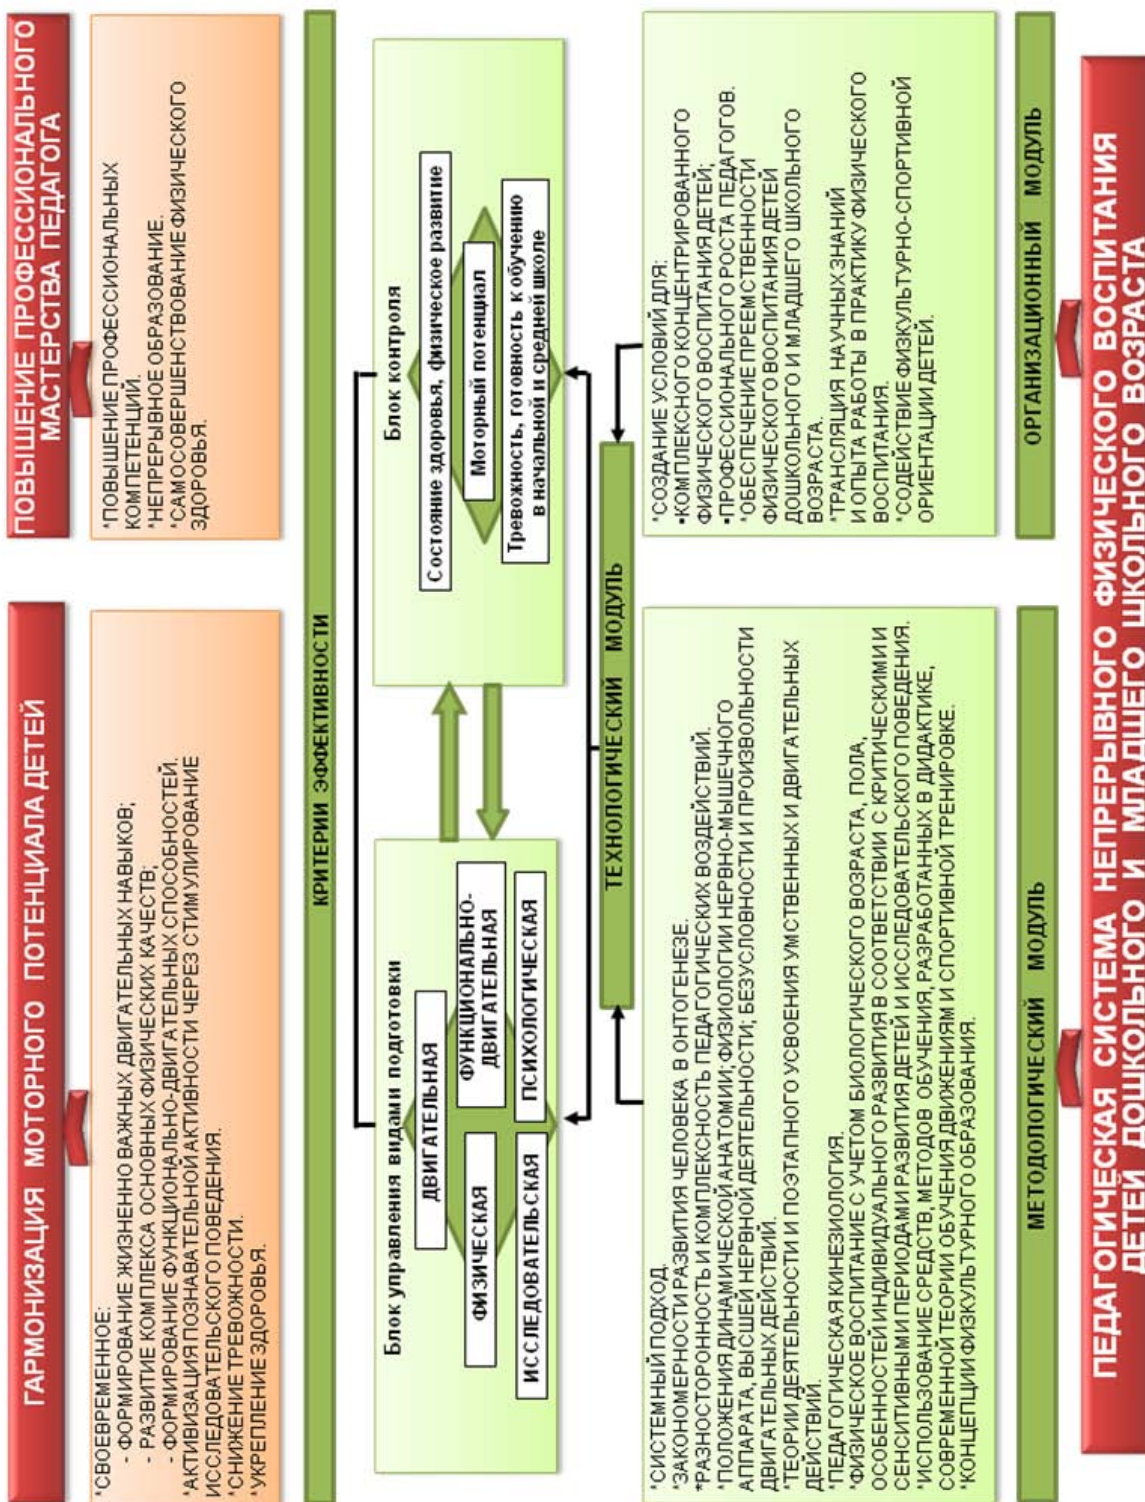 ГАРМОНИЗАЦИЯ МОТОРНОГО ПОТЕНЦИАЛА ДЕТЕЙ
ПОВЫШЕНИЕ ПРОФЕССИОНАЛЬНОГО
МАСТЕРСТВА ПЕДАГОГА
*СВОЕВРЕМЕННОЕ:
- ФОРМИРОВАНИЕ ЖИЗНЕННО ВАЖНЫХ ДВИГАТЕЛЬНЫХ НАВЫКОВ;
- РАЗВИТИЕ КОМПЛЕКСА ОСНОВНЫХ ФИЗИЧЕСКИХ КАЧЕСТВ;
- ФОРМИРОВАНИЕ ФУНКЦИОНАЛЬНО-ДВИГАТЕЛЬНЫХ СПОСОБНОСТЕЙ.
*АКТИВИЗАЦИЯ ПОЗНАВАТЕЛЬНОЙ АКТИВНОСТИ ЧЕРЕЗ СТИМУЛИРОВАНИЕ
ИССЛЕДОВАТЕЛЬСКОГО ПОВЕДЕНИЯ.
*СНИЖЕНИЕ ТРЕВОЖНОСТИ.
*УКРЕПЛЕНИЕ ЗДОРОВЬЯ.
*ПОВЫШЕНИЕ ПРОФЕССИОНАЛЬНЫХ
КОМПЕТЕНЦИЙ.
*НЕПРЕРЫВНОЕ ОБРАЗОВАНИЕ.
*САМОСОВЕРШЕНСТВОВАНИЕ ФИЗИЧЕСКОГО
ЗДОРОВЬЯ.
КРИТЕРИИ ЭФФЕКТИВНОСТИ
Блок управления видами подготовки
ДВИГАТЕЛЬНАЯ
ФИЗИЧЕСКАЯ
ФУНКЦИОНАЛЬНО-
ДВИГАТЕЛЬНАЯ
ИССЛЕДОВАТЕЛЬСКАЯ
ПСИХОЛОГИЧЕСКАЯ
Блок контроля
Состояние здоровья, физическое развитие
Моторный потенциал
Тревожность, готовность к обучению
в начальной и средней школе
ТЕХНОЛОГИЧЕСКИЙ МОДУЛЬ
*СИСТЕМНЫЙ ПОДХОД.
*ЗАКОНОМЕРНОСТИ РАЗВИТИЯ ЧЕЛОВЕКА В ОНТОГЕНЕЗЕ.
*РАЗНОСТОРОННОСТЬ И КОМПЛЕКСНОСТЬ ПЕДАГОГИЧЕСКИХ ВОЗДЕЙСТВИЙ.
*ПОЛОЖЕНИЯ ДИНАМИЧЕСКОЙ АНАТОМИИ; ФИЗИОЛОГИИ НЕРВНО-МЫШЕЧНОГО
АППАРАТА, ВЫСШЕЙ НЕРВНОЙ ДЕЯТЕЛЬНОСТИ; БЕЗУСЛОВНОСТИ И ПРОИЗВОЛЬНОСТИ
ДВИГАТЕЛЬНЫХ ДЕЙСТВИЙ.
*ТЕОРИИ ДЕЯТЕЛЬНОСТИ И ПОЭТАПНОГО УСВОЕНИЯ УМСТВЕННЫХ И ДВИГАТЕЛЬНЫХ
ДЕЙСТВИЙ.
*ПЕДАГОГИЧЕСКАЯ КИНЕЗИОЛОГИЯ.
*ФИЗИЧЕСКОЕ ВОСПИТАНИЕ С УЧЕТОМ БИОЛОГИЧЕСКОГО ВОЗРАСТА, ПОЛА,
ОСОБЕННОСТЕЙ ИНДИВИДУАЛЬНОГО РАЗВИТИЯ В СООТВЕТСТВИИ С КРИТИЧЕСКИМИ И
СЕНСИТИВНЫМИ ПЕРИОДАМИ РАЗВИТИЯ ДЕТЕЙ И ИССЛЕДОВАТЕЛЬСКОГО ПОВЕДЕНИЯ.
*ИСПОЛЬЗОВАНИЕ СРЕДСТВ, МЕТОДОВ ОБУЧЕНИЯ, РАЗРАБОТАННЫХ В ДИДАКТИКЕ,
СОВРЕМЕННОЙ ТЕОРИИ ОБУЧЕНИЯ ДВИЖЕНИЯМ И СПОРТИВНОЙ ТРЕНИРОВКЕ.
*КОНЦЕПЦИИ ФИЗКУЛЬТУРНОГО ОБРАЗОВАНИЯ.
*СОЗДАНИЕ УСЛОВИЙ ДЛЯ:
•КОМПЛЕКСНОГО КОНЦЕНТРИРОВАННОГО
ФИЗИЧЕСКОГО ВОСПИТАНИЯ ДЕТЕЙ;
•ПРОФЕССИОНАЛЬНОГО РОСТА ПЕДАГОГОВ.
*ОБЕСПЕЧЕНИЕ ПРЕЕМСТВЕННОСТИ
ФИЗИЧЕСКОГО ВОСПИТАНИЯ ДЕТЕЙ
ДОШКОЛЬНОГО И МЛАДШЕГО ШКОЛЬНОГО
ВОЗРАСТА.
*ТРАНСЛЯЦИЯ НАУЧНЫХ ЗНАНИЙ
И ОПЫТА РАБОТЫ В ПРАКТИКУ ФИЗИЧЕСКОГО
ВОСПИТАНИЯ.
*СОДЕЙСТВИЕ ФИЗКУЛЬТУРНО-СПОРТИВНОЙ
ОРИЕНТАЦИИ ДЕТЕЙ.
МЕТОДОЛОГИЧЕСКИЙ МОДУЛЬ
ОРГАНИЗАЦИОННЫЙ МОДУЛЬ
ПЕДАГОГИЧЕСКАЯ СИСТЕМА НЕПРЕРЫВНОГО ФИЗИЧЕСКОГО ВОСПИТАНИЯ
ДЕТЕЙ ДОШКОЛЬНОГО И МЛАДШЕГО ШКОЛЬНОГО ВОЗРАСТА